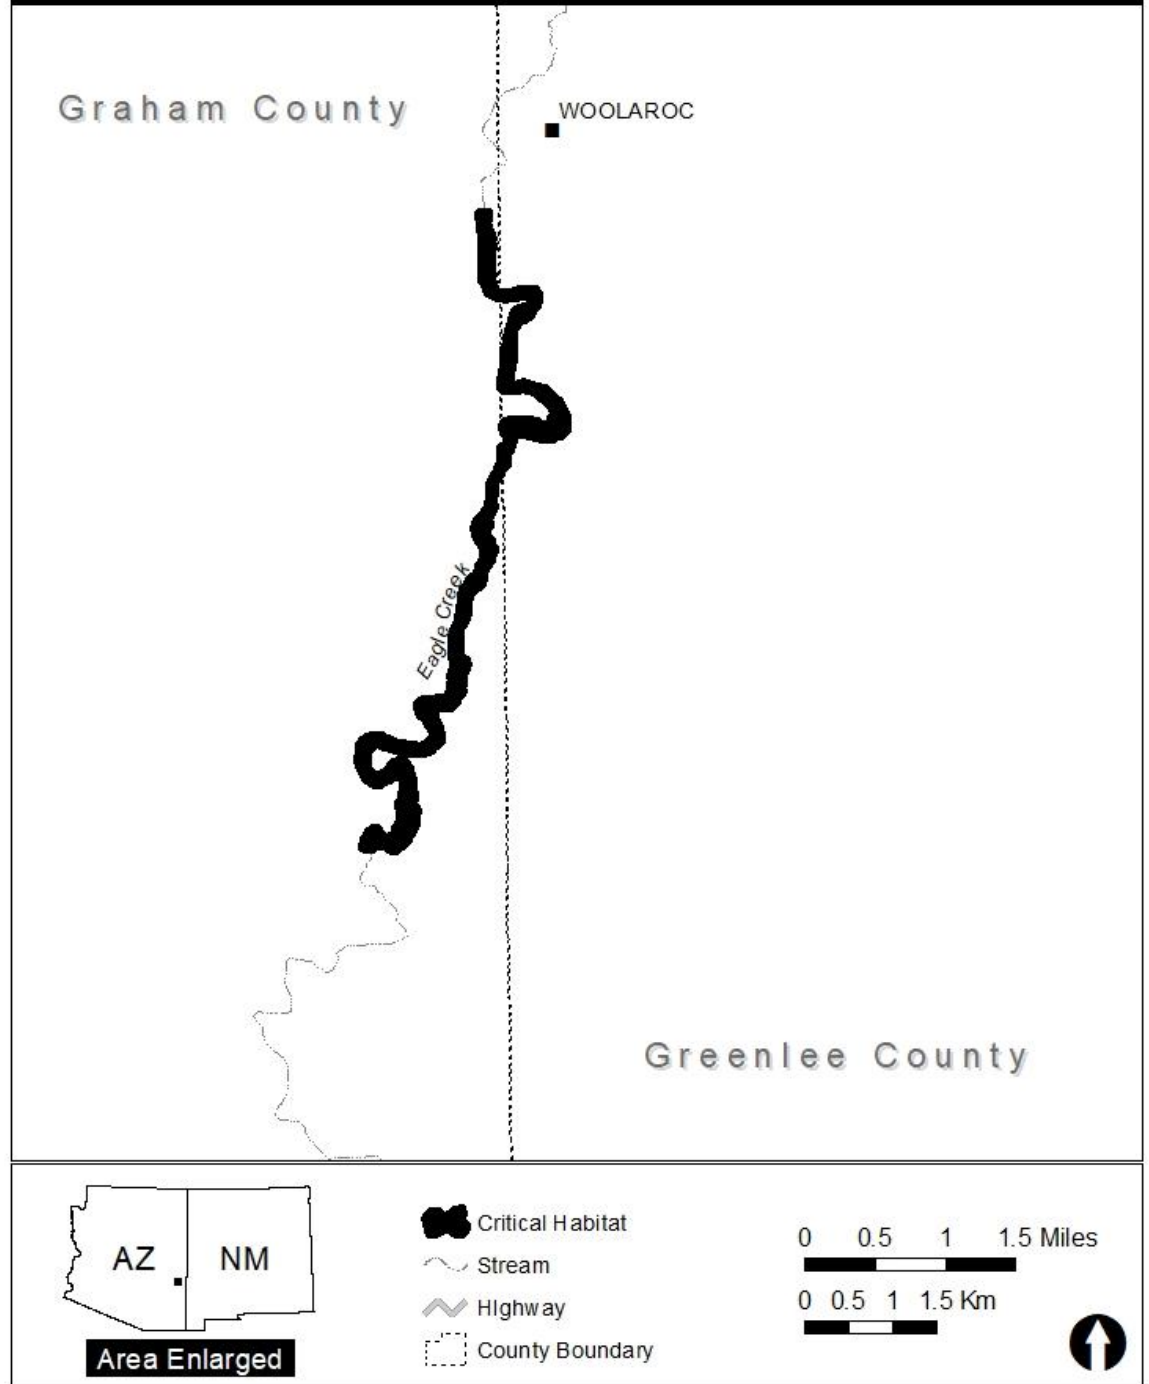 Graham County
WOOLAROC
Eagle Creek
Greenlee County
AZ
NM
Area Enlarged
Critical Habitat
Stream
HIghway
County Boundary
0 0.5 1 1.5 Miles
0 0.5 1 1.5 Km